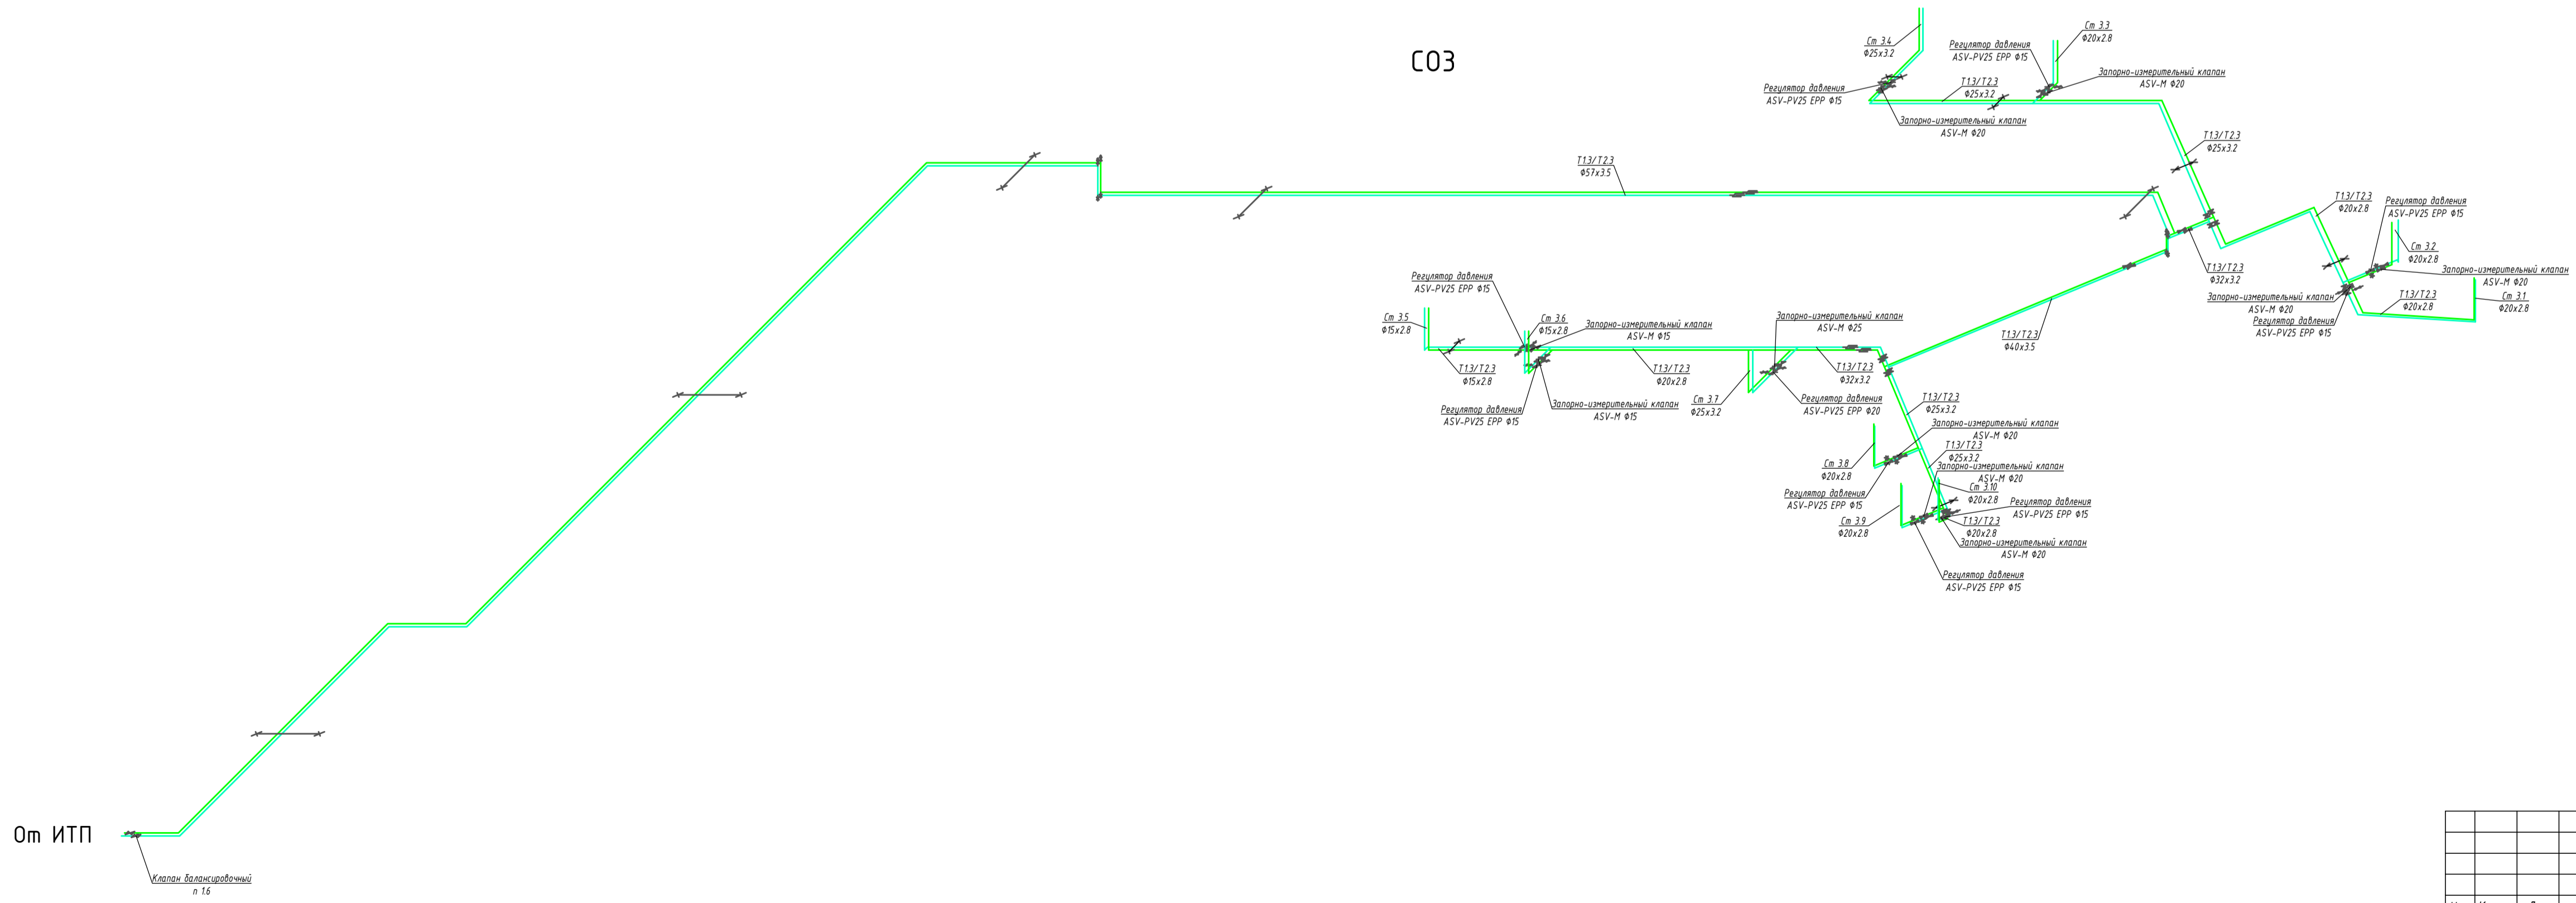 СО3
Ст 3.4
Ф25х3.2
Регулятор давления
ASV-PV25 EPP Ф15
Ст 3.3
Ф20х2.8
Запорно-измерительный клапан
ASV-M Ф20
Регулятор давления
ASV-PV25 EPP Ф15
Т1.3/Т2.3
Ф25х3.2
Запорно-измерительный клапан
ASV-M Ф20
Т1.3/Т2.3
Ф25х3.2
Т1.3/Т2.3
Ф57х3.5
Т1.3/Т2.3
Ф20х2.8
Регулятор давления
ASV-PV25 EPP Ф15
Ст 3.2
Ф20х2.8
Запорно-измерительный клапан
ASV-M Ф20
Т1.3/Т2.3
Ф32х3.2
Запорно-измерительный клапан
ASV-M Ф20
Т1.3/Т2.3
Ф20х2.8
Ст 3.1
Ф20х2.8
Регулятор давления
ASV-PV25 EPP Ф15
Регулятор давления
ASV-PV25 EPP Ф15
Ст 3.5
Ф15х2.8
Ст 3.6
Ф15х2.8
Запорно-измерительный клапан
ASV-M Ф15
Запорно-измерительный клапан
ASV-M Ф25
Т1.3/Т2.3
Ф40х3.5
Т1.3/Т2.3
Ф15х2.8
Т1.3/Т2.3
Ф20х2.8
Т1.3/Т2.3
Ф32х3.2
Регулятор давления
ASV-PV25 EPP Ф15
Запорно-измерительный клапан
ASV-M Ф15
Ст 3.7
Ф25х3.2
Регулятор давления
ASV-PV25 EPP Ф20
Т1.3/Т2.3
Ф25х3.2
Запорно-измерительный клапан
ASV-M Ф20
Т1.3/Т2.3
Ф25х3.2
Ст 3.8
Ф20х2.8
Запорно-измерительный клапан
ASV-M Ф20
Ст 3.10
Ф20х2.8
Регулятор давления
ASV-PV25 EPP Ф15
Регулятор давления
ASV-PV25 EPP Ф15
Ст 3.9
Ф20х2.8
Т1.3/Т2.3
Ф20х2.8
Запорно-измерительный клапан
ASV-M Ф20
Регулятор давления
ASV-PV25 EPP Ф15
От ИТП
Клапан балансировочный
п 1.6